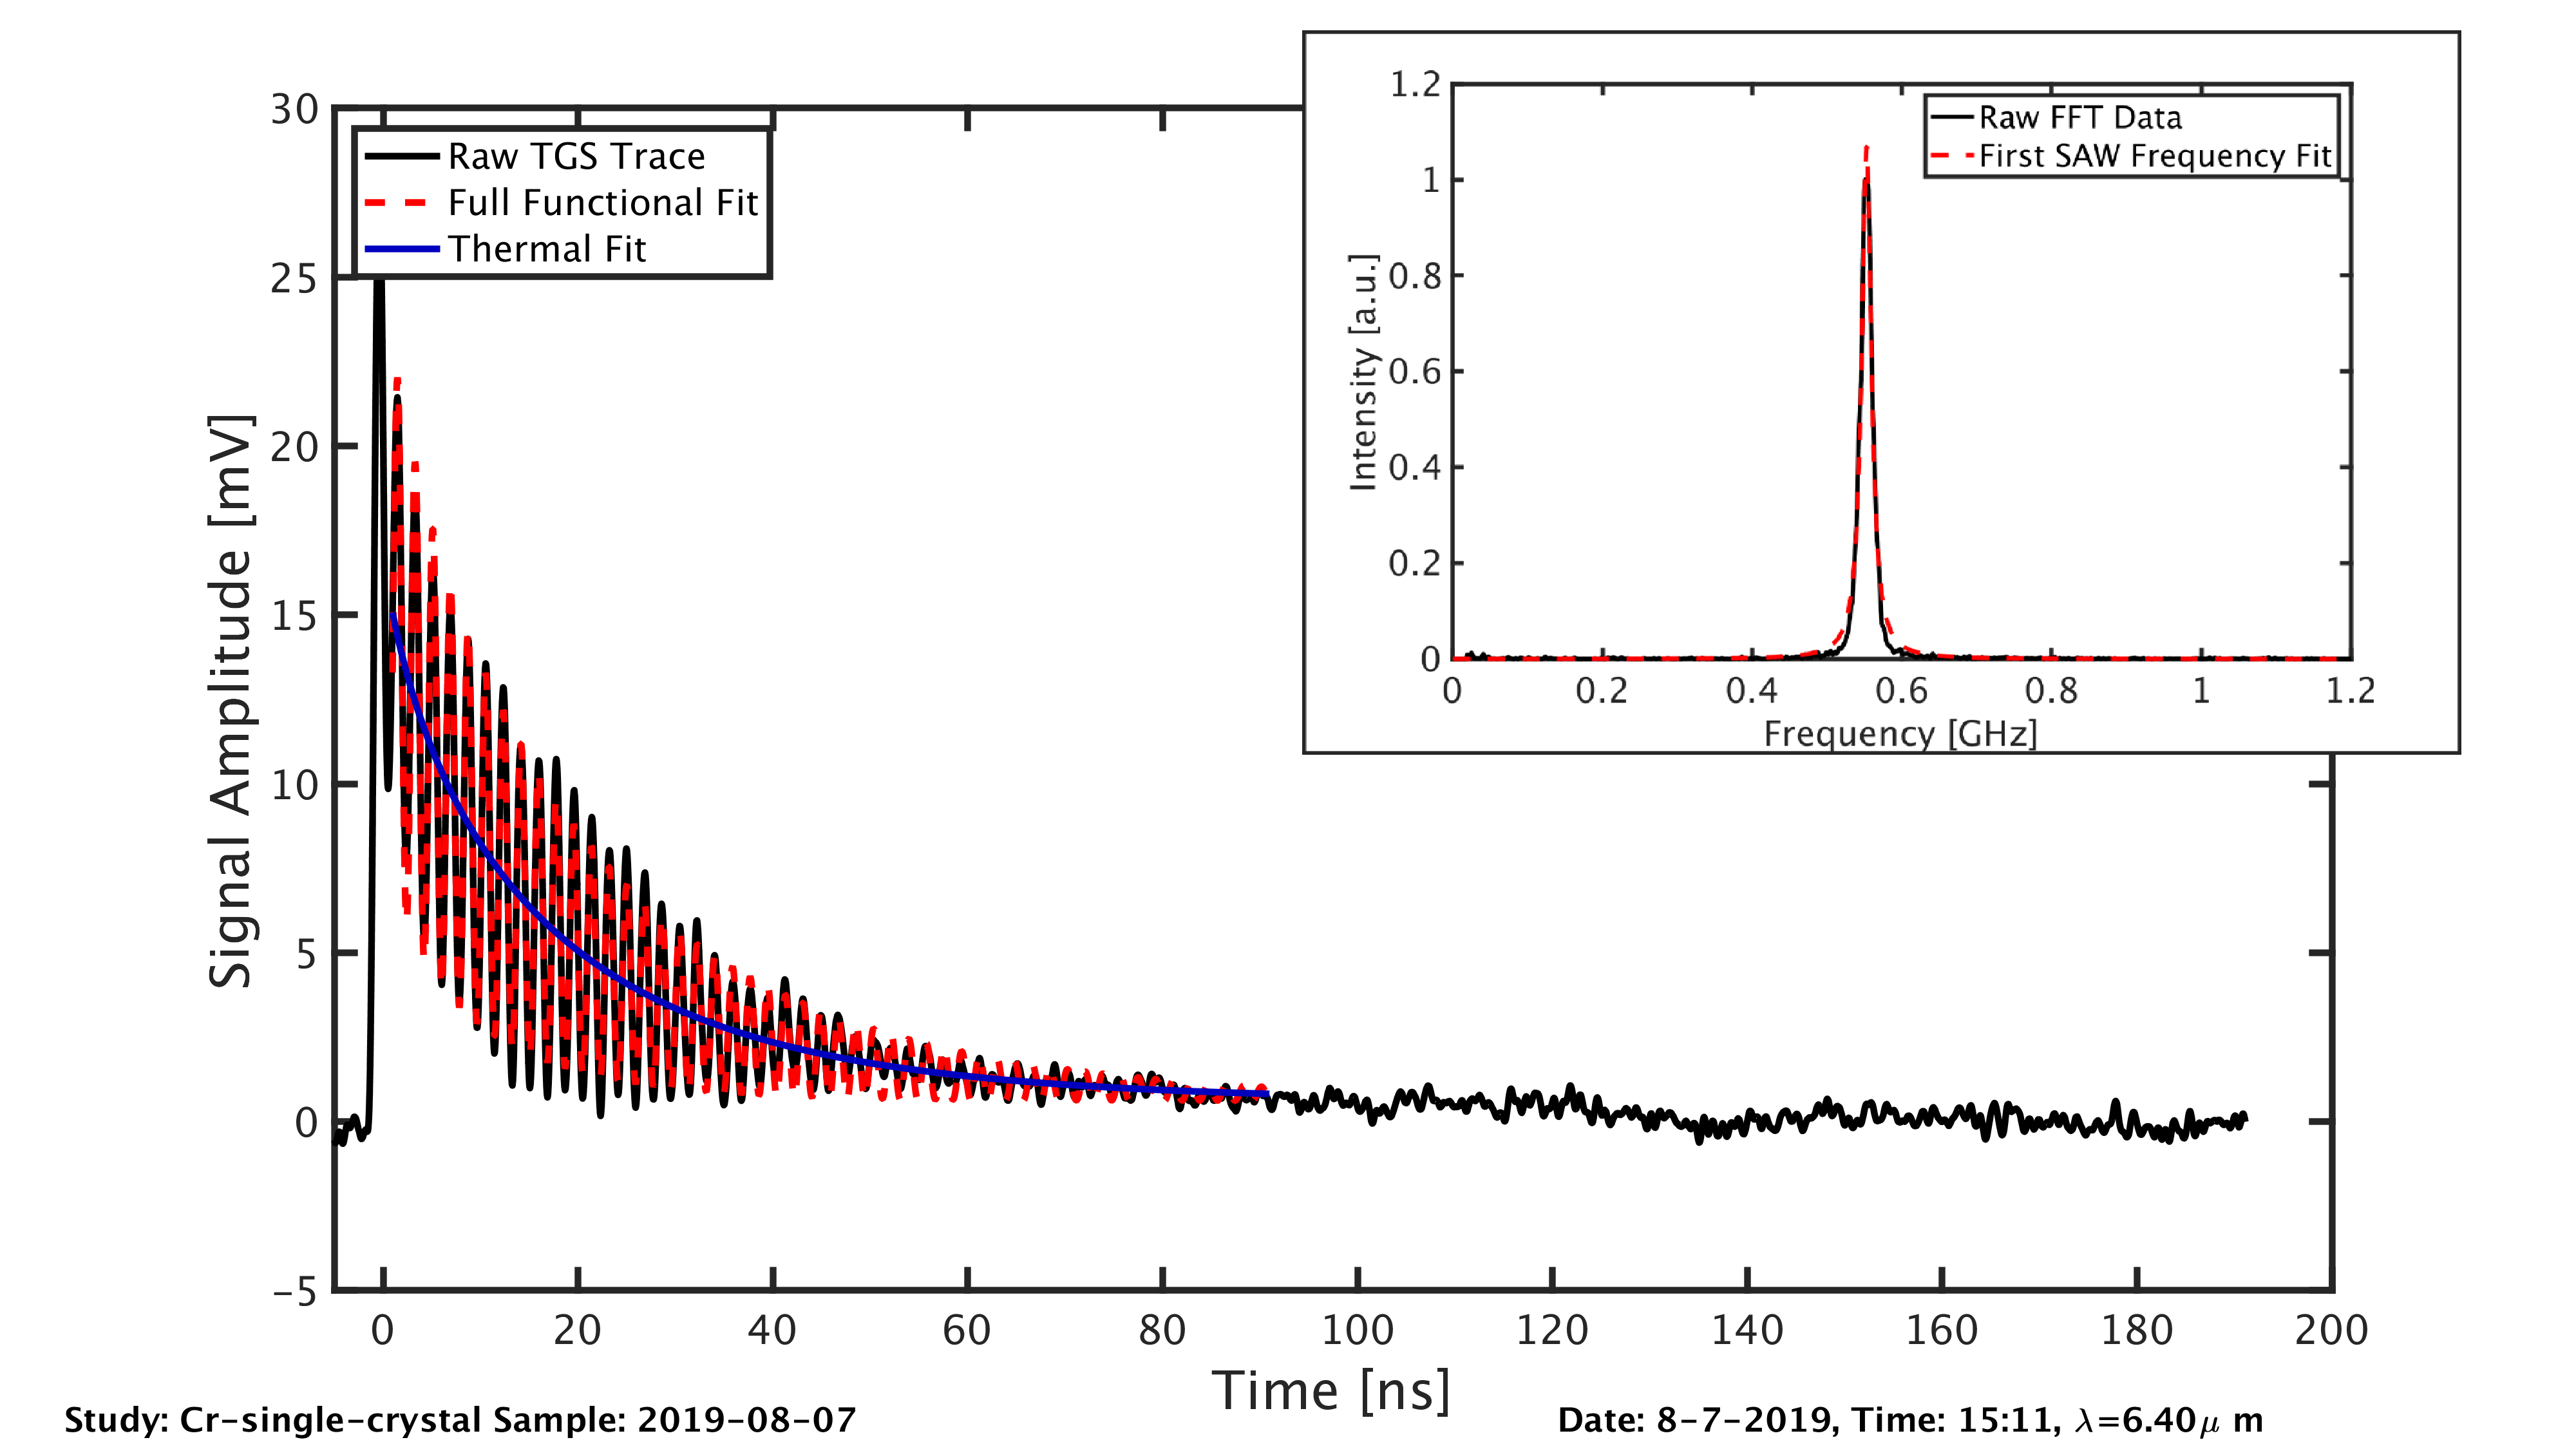 30
25
20
15
10
5
0
−5
Signal Amplitude [mV]
Raw TGS Trace
Full Functional Fit
Thermal Fit
1.2
1
0.8
0.6
0.4
0.2
0
Intensity [a.u.]
Raw FFT Data
First SAW Frequency Fit
0 0.2 0.4 0.6 0.8 1 1.2
Frequency [GHz]
0 20 40 60 80 100 120 140 160 180 200
Time [ns]
Study: Cr−single−crystal Sample: 2019−08−07
Date: 8−7−2019, Time: 15:11, λ=6.40μ m